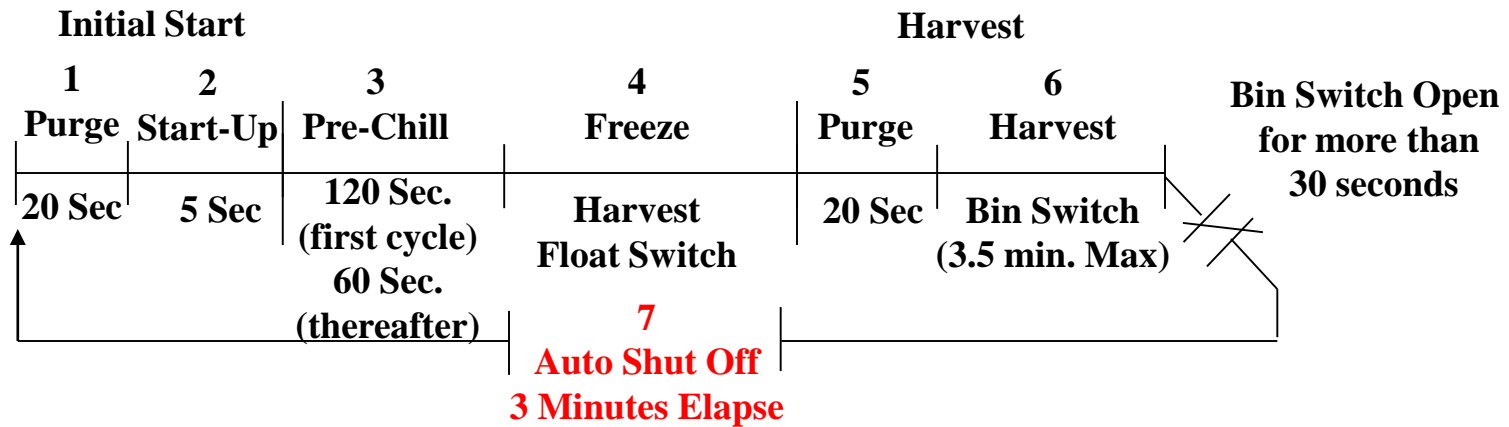 Initial Start
Harvest
1
2
3
4
5
6
Purge
Start-Up
Pre-Chill
Freeze
Purge
Harvest
Bin Switch Open
for more than
30 seconds
20 Sec
5 Sec
120 Sec.
(first cycle)
60 Sec.
(thereafter)
Harvest
Float Switch
20 Sec
Bin Switch
(3.5 min. Max)
7
Auto Shut Off
3 Minutes Elapse